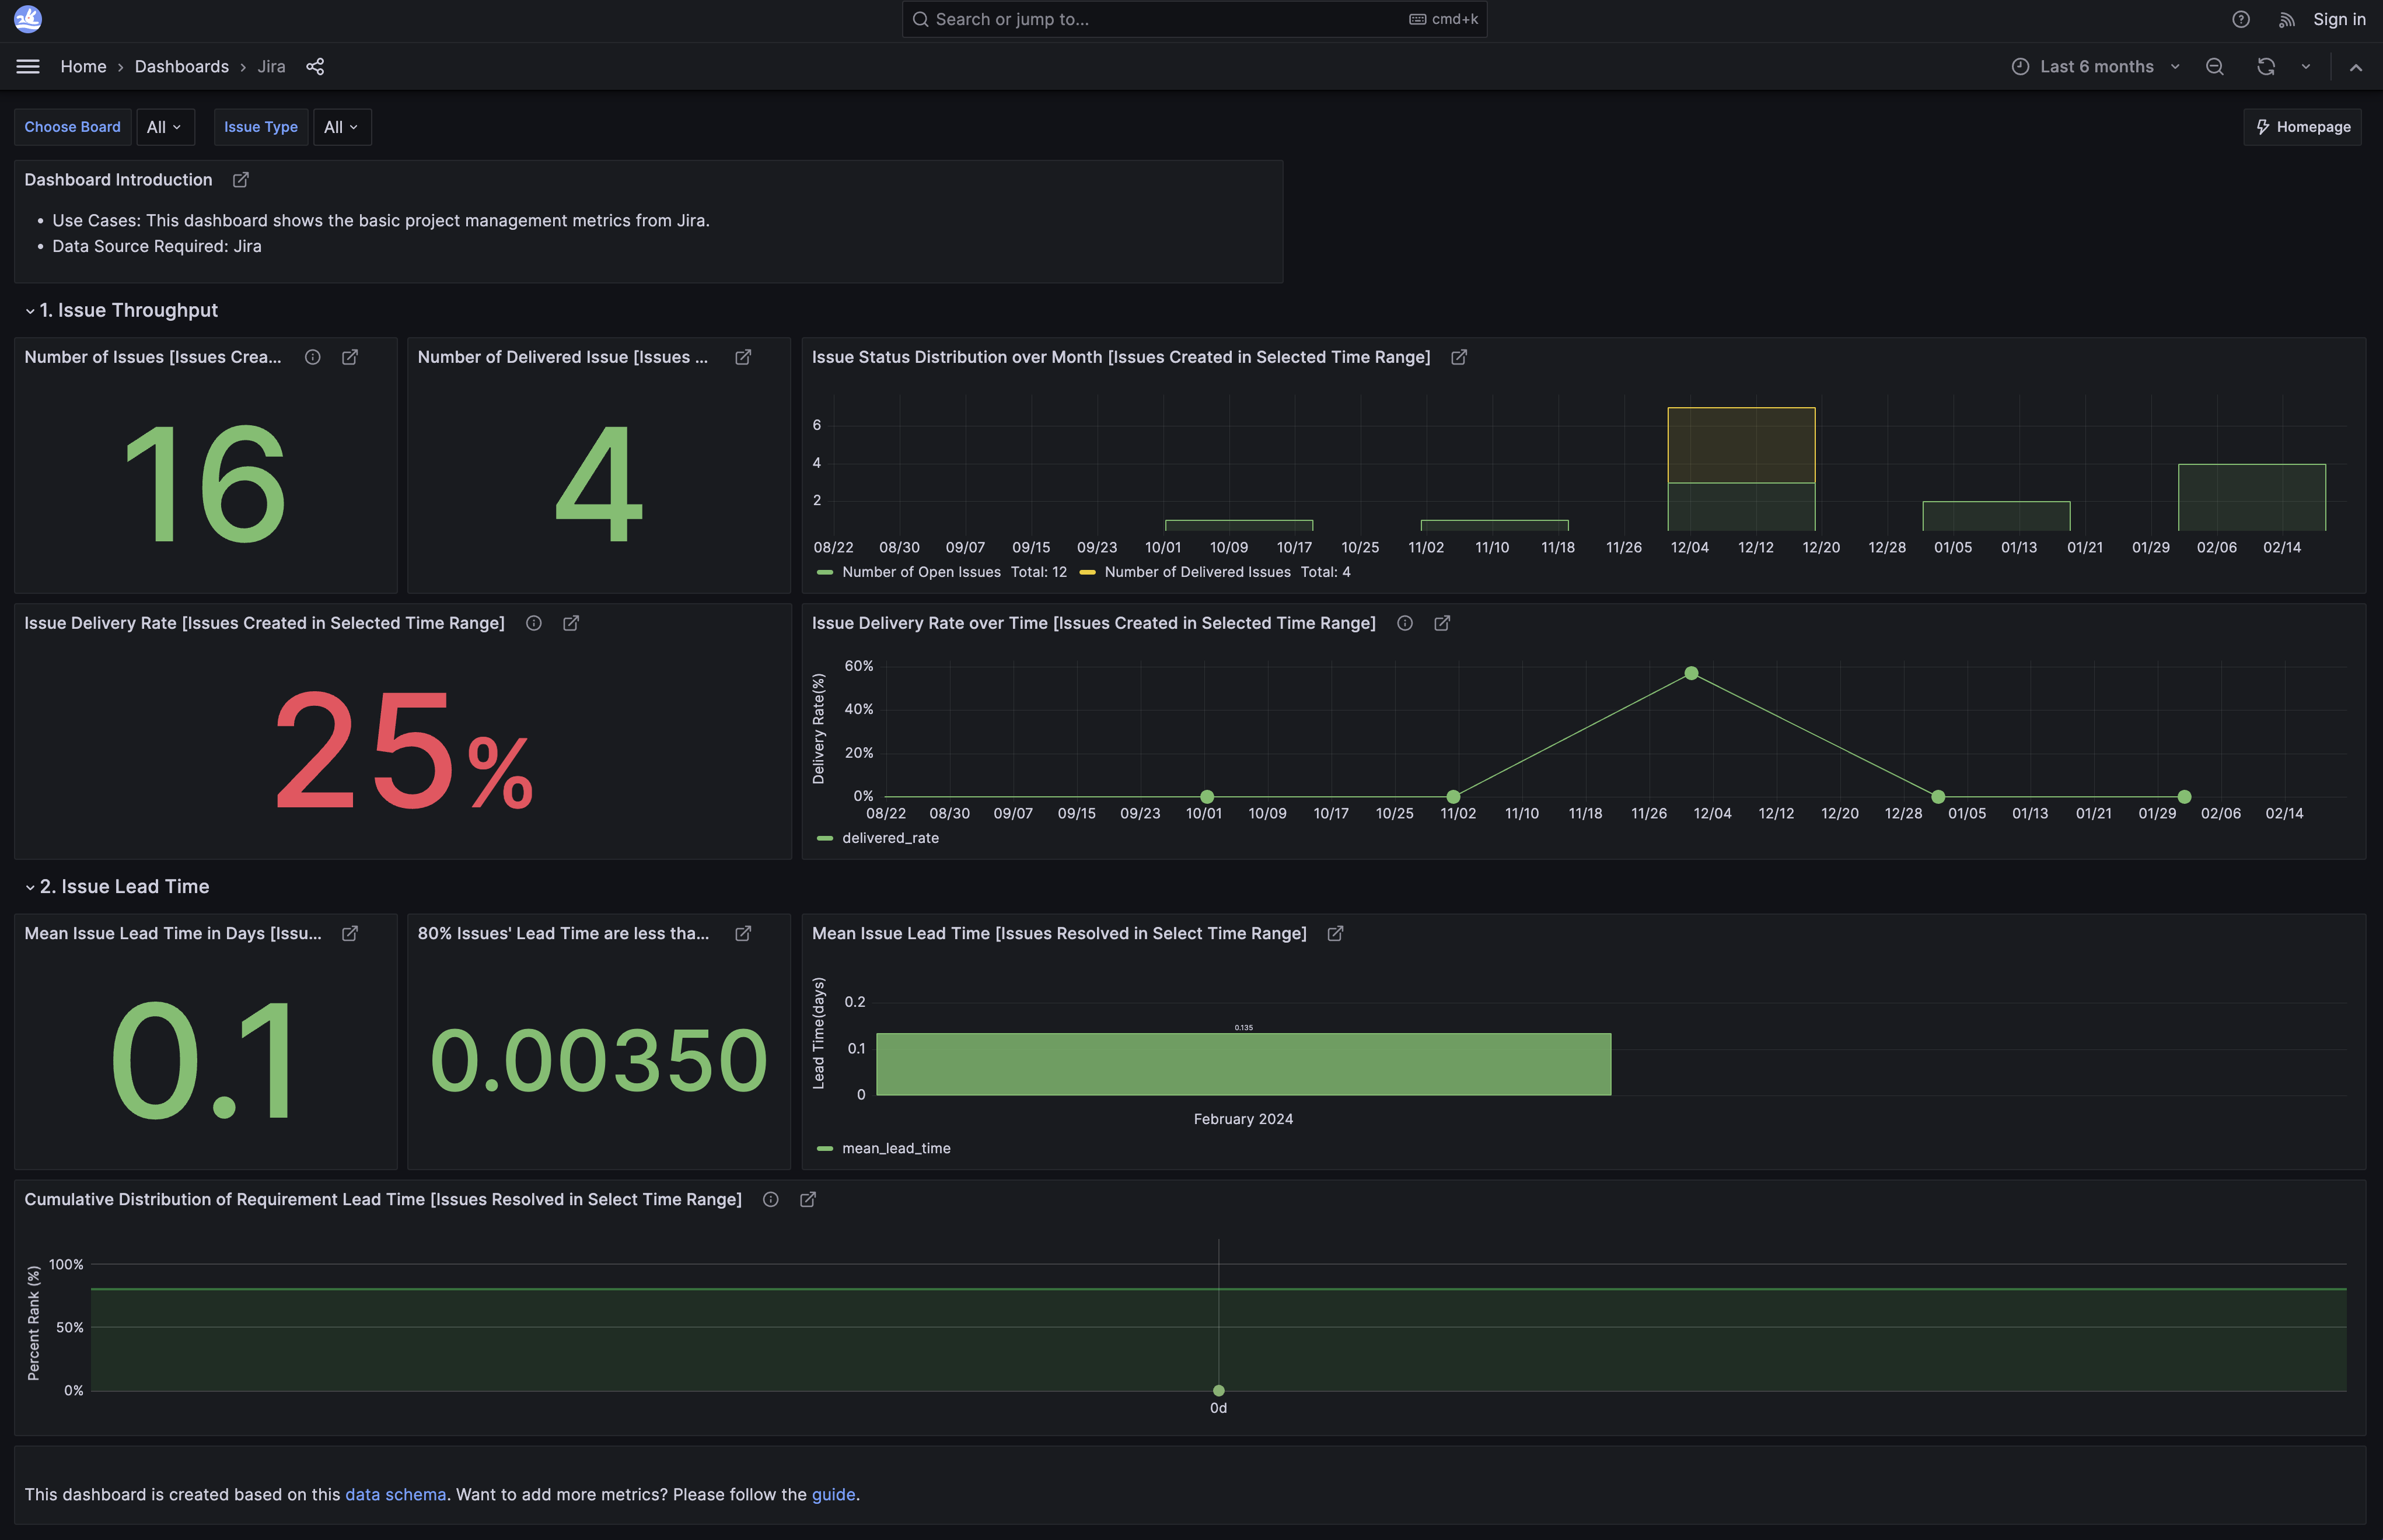 Search or jump to...
cmd+k
Sign in
Home
Dashboards
Jira
Last 6 months
Choose Board
All
Issue Type
All
Homepage
Dashboard Introduction
Use Cases: This dashboard shows the basic project management metrics from Jira.
Data Source Required: Jira
1. Issue Throughput
Number of Issues [Issues Crea...
16
Number of Delivered Issue [Issues ...
4
Issue Status Distribution over Month [Issues Created in Selected Time Range]
6
4
2
08/22 08/30 09/07 09/15 09/23 10/01 10/09 10/17 10/25 11/02 11/10 11/18 11/26 12/04 12/12 12/20 12/28 01/05 01/13 01/21 01/29 02/06 02/14
Number of Open Issues Total: 12 Number of Delivered Issues Total: 4
Issue Delivery Rate [Issues Created in Selected Time Range]
25%
Issue Delivery Rate over Time [Issues Created in Selected Time Range]
Delivery Rate(%)
60%
40%
20%
0%
08/22 08/30 09/07 09/15 09/23 10/01 10/09 10/17 10/25 11/02 11/10 11/18 11/26 12/04 12/12 12/20 12/28 01/05 01/13 01/21 01/29 02/06 02/14
delivered_rate
2. Issue Lead Time
Mean Issue Lead Time in Days [Issu...
0.1
80% Issues' Lead Time are less tha...
0.00350
Mean Issue Lead Time [Issues Resolved in Select Time Range]
Lead Time(days)
0.2
0.1
0
0.135
February 2024
mean_lead_time
Cumulative Distribution of Requirement Lead Time [Issues Resolved in Select Time Range]
Percent Rank (%)
100%
50%
0%
0d
This dashboard is created based on this data schema. Want to add more metrics? Please follow the guide.